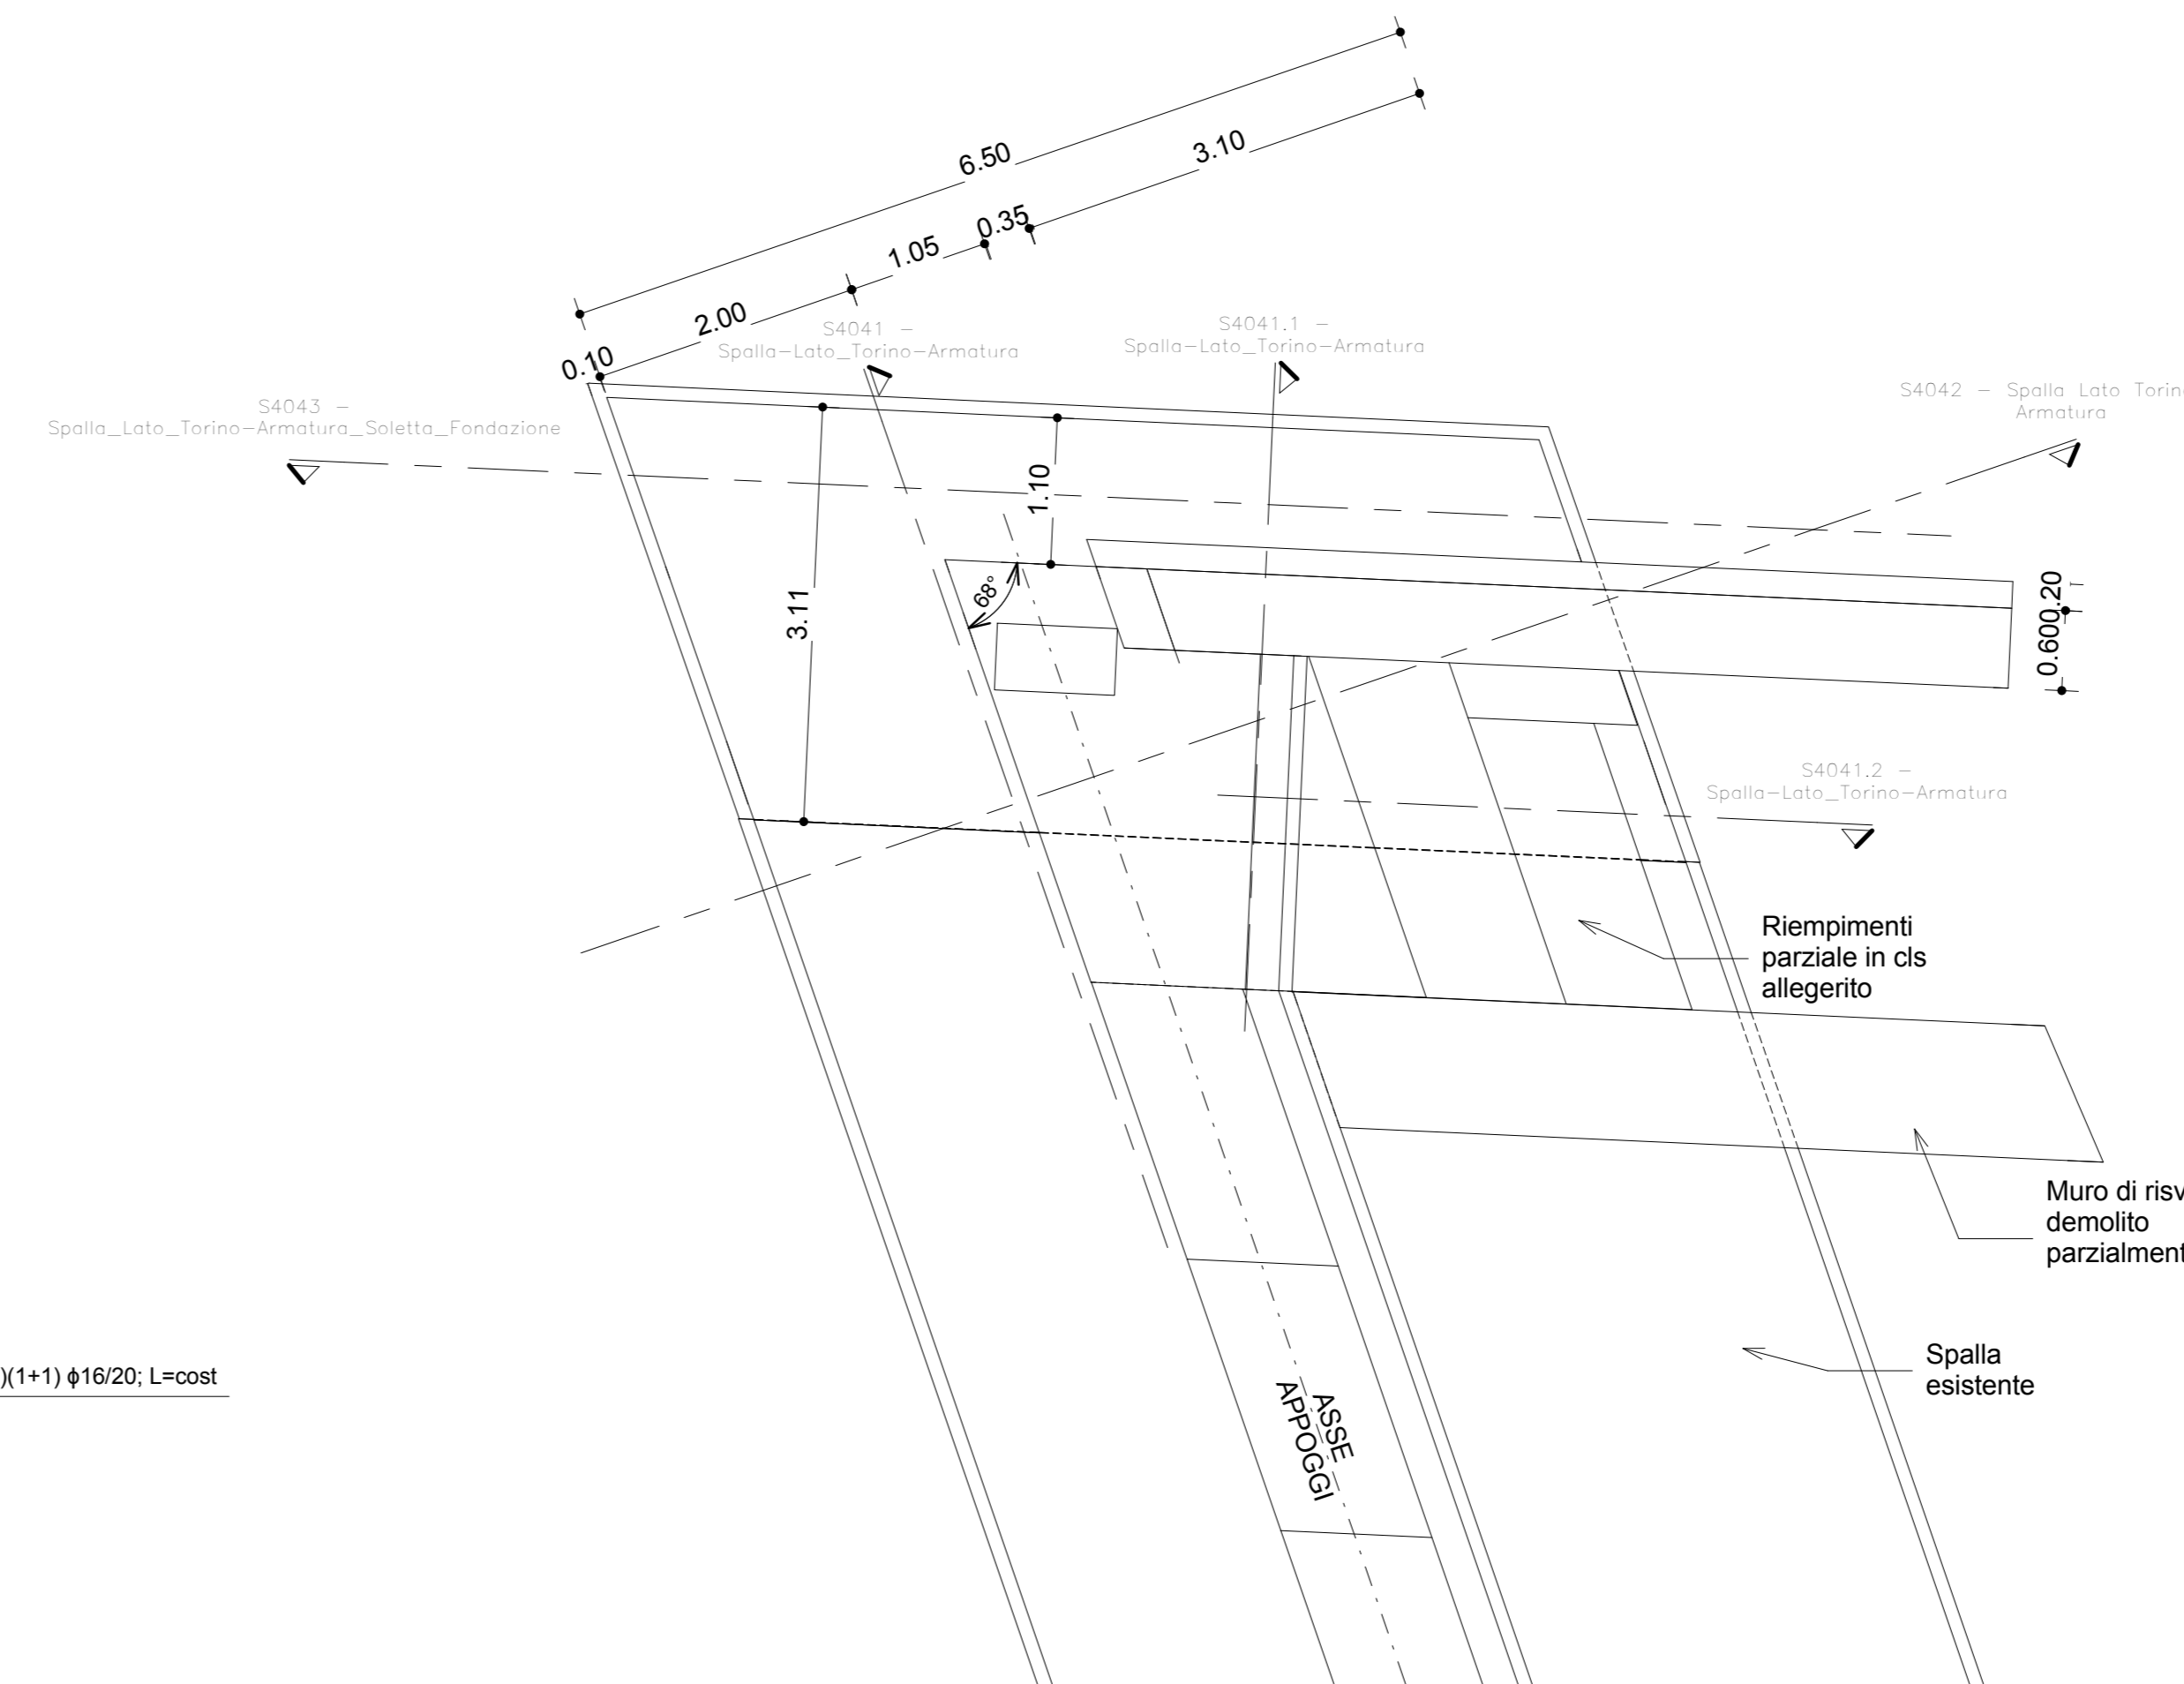 6.50
3.10
0.35
1.05
2.00
0.10
S4041 -
Spalla-Lato_Torino-Armatura
S4041.1 -
Spalla-Lato_Torino-Armatura
S4042 - Spalla Lato Torin
Armatura
S4043 -
Spalla_Lato_Torino-Armatura_Soletta_Fondazione
1.10
68°
3.11
0.20
0.60
S4041.2 -
Spalla-Lato_Torino-Armatura
Riempimenti
parziale in cls
allegerito
Muro di risv
demolito
parzialment
Spalla
esistente
)(1+1) ϕ16/20; L=cost
ASSE
APPOGGI